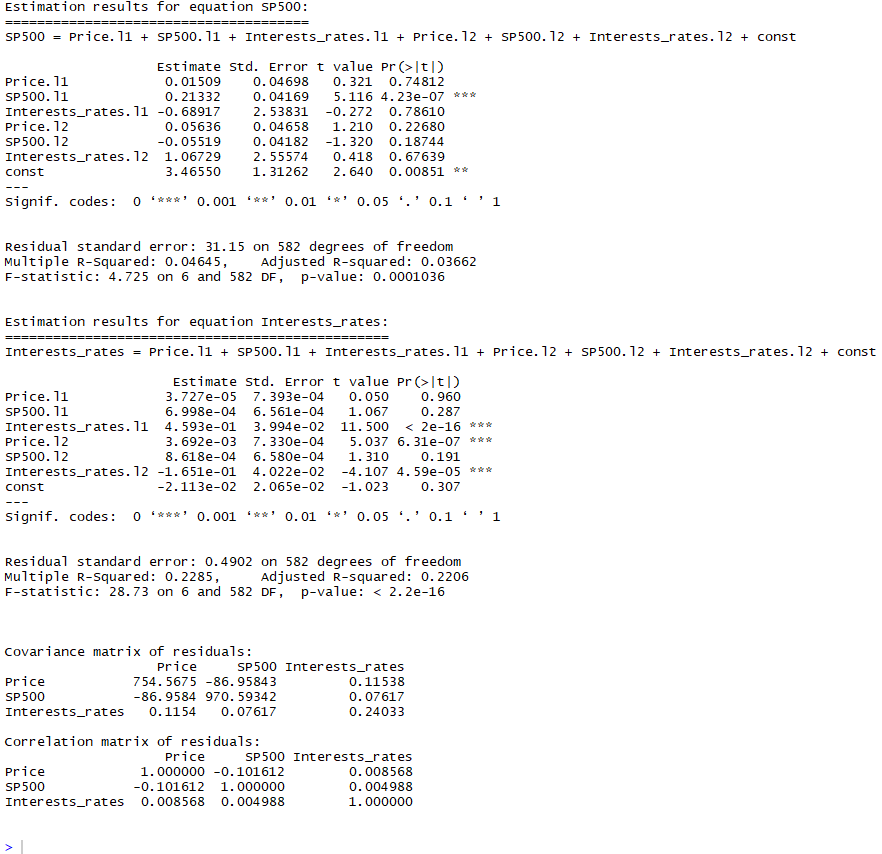 Estimation results for equation SP500:
======================================
SP500 = Price.l1 + SP500.l1 + Interests_rates.l1 + Price.l2 + SP500.l2 + Interests_rates.l2 + const
Estimate Std. Error t value Pr(>|t|)
Price.l1 0.01509 0.04698 0.321 0.74812
SP500.l1 0.21332 0.04169 5.116 4.23e-07 ***
Interests_rates.l1 -0.68917 2.53831 -0.272 0.78610
Price.l2 0.05636 0.04658 1.210 0.22680
SP500.l2 -0.05519 0.04182 -1.320 0.18744
Interests_rates.l2 1.06729 2.55574 0.418 0.67639
const 3.46550 1.31262 2.640 0.00851 **
---
Signif. codes: 0 ‘***’ 0.001 ‘**’ 0.01 ‘*’ 0.05 ‘.’ 0.1 ‘ ’ 1
Residual standard error: 31.15 on 582 degrees of freedom
Multiple R-Squared: 0.04645, Adjusted R-squared: 0.03662
F-statistic: 4.725 on 6 and 582 DF, p-value: 0.0001036
Estimation results for equation Interests_rates:
================================================
Interests_rates = Price.l1 + SP500.l1 + Interests_rates.l1 + Price.l2 + SP500.l2 + Interests_rates.l2 + const
Estimate Std. Error t value Pr(>|t|)
Price.l1 3.727e-05 7.393e-04 0.050 0.960
SP500.l1 6.998e-04 6.561e-04 1.067 0.287
Interests_rates.l1 4.593e-01 3.994e-02 11.500 < 2e-16 ***
Price.l2 3.692e-03 7.330e-04 5.037 6.31e-07 ***
SP500.l2 8.618e-04 6.580e-04 1.310 0.191
Interests_rates.l2 -1.651e-01 4.022e-02 -4.107 4.59e-05 ***
const -2.113e-02 2.065e-02 -1.023 0.307
---
Signif. codes: 0 ‘***’ 0.001 ‘**’ 0.01 ‘*’ 0.05 ‘.’ 0.1 ‘ ’ 1
Residual standard error: 0.4902 on 582 degrees of freedom
Multiple R-Squared: 0.2285, Adjusted R-squared: 0.2206
F-statistic: 28.73 on 6 and 582 DF, p-value: < 2.2e-16
Covariance matrix of residuals:
Price SP500 Interests_rates
Price 754.5675 -86.95843 0.11538
SP500 -86.9584 970.59342 0.07617
Interests_rates 0.1154 0.07617 0.24033
Correlation matrix of residuals:
Price SP500 Interests_rates
Price 1.000000 -0.101612 0.008568
SP500 -0.101612 1.000000 0.004988
Interests_rates 0.008568 0.004988 1.000000
>